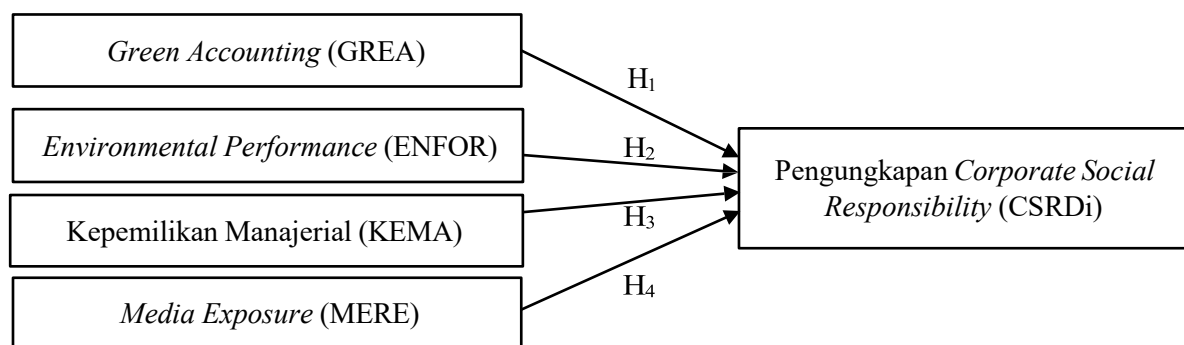 Green Accounting (GREA)
H₁
Environmental Performance (ENFOR)
H₂
Pengungkapan Corporate Social
Responsibility (CSRDi)
Kepemilikan Manajerial (KEMA)
H₃
Media Exposure (MERE)
H₄